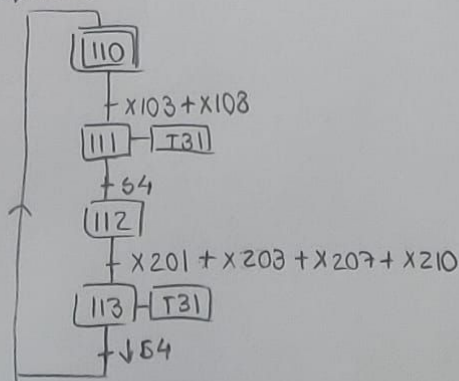 110
X103+X108
111 T31
S4
112
X201 + X203 + X207 + X210
113 T31
↓S4